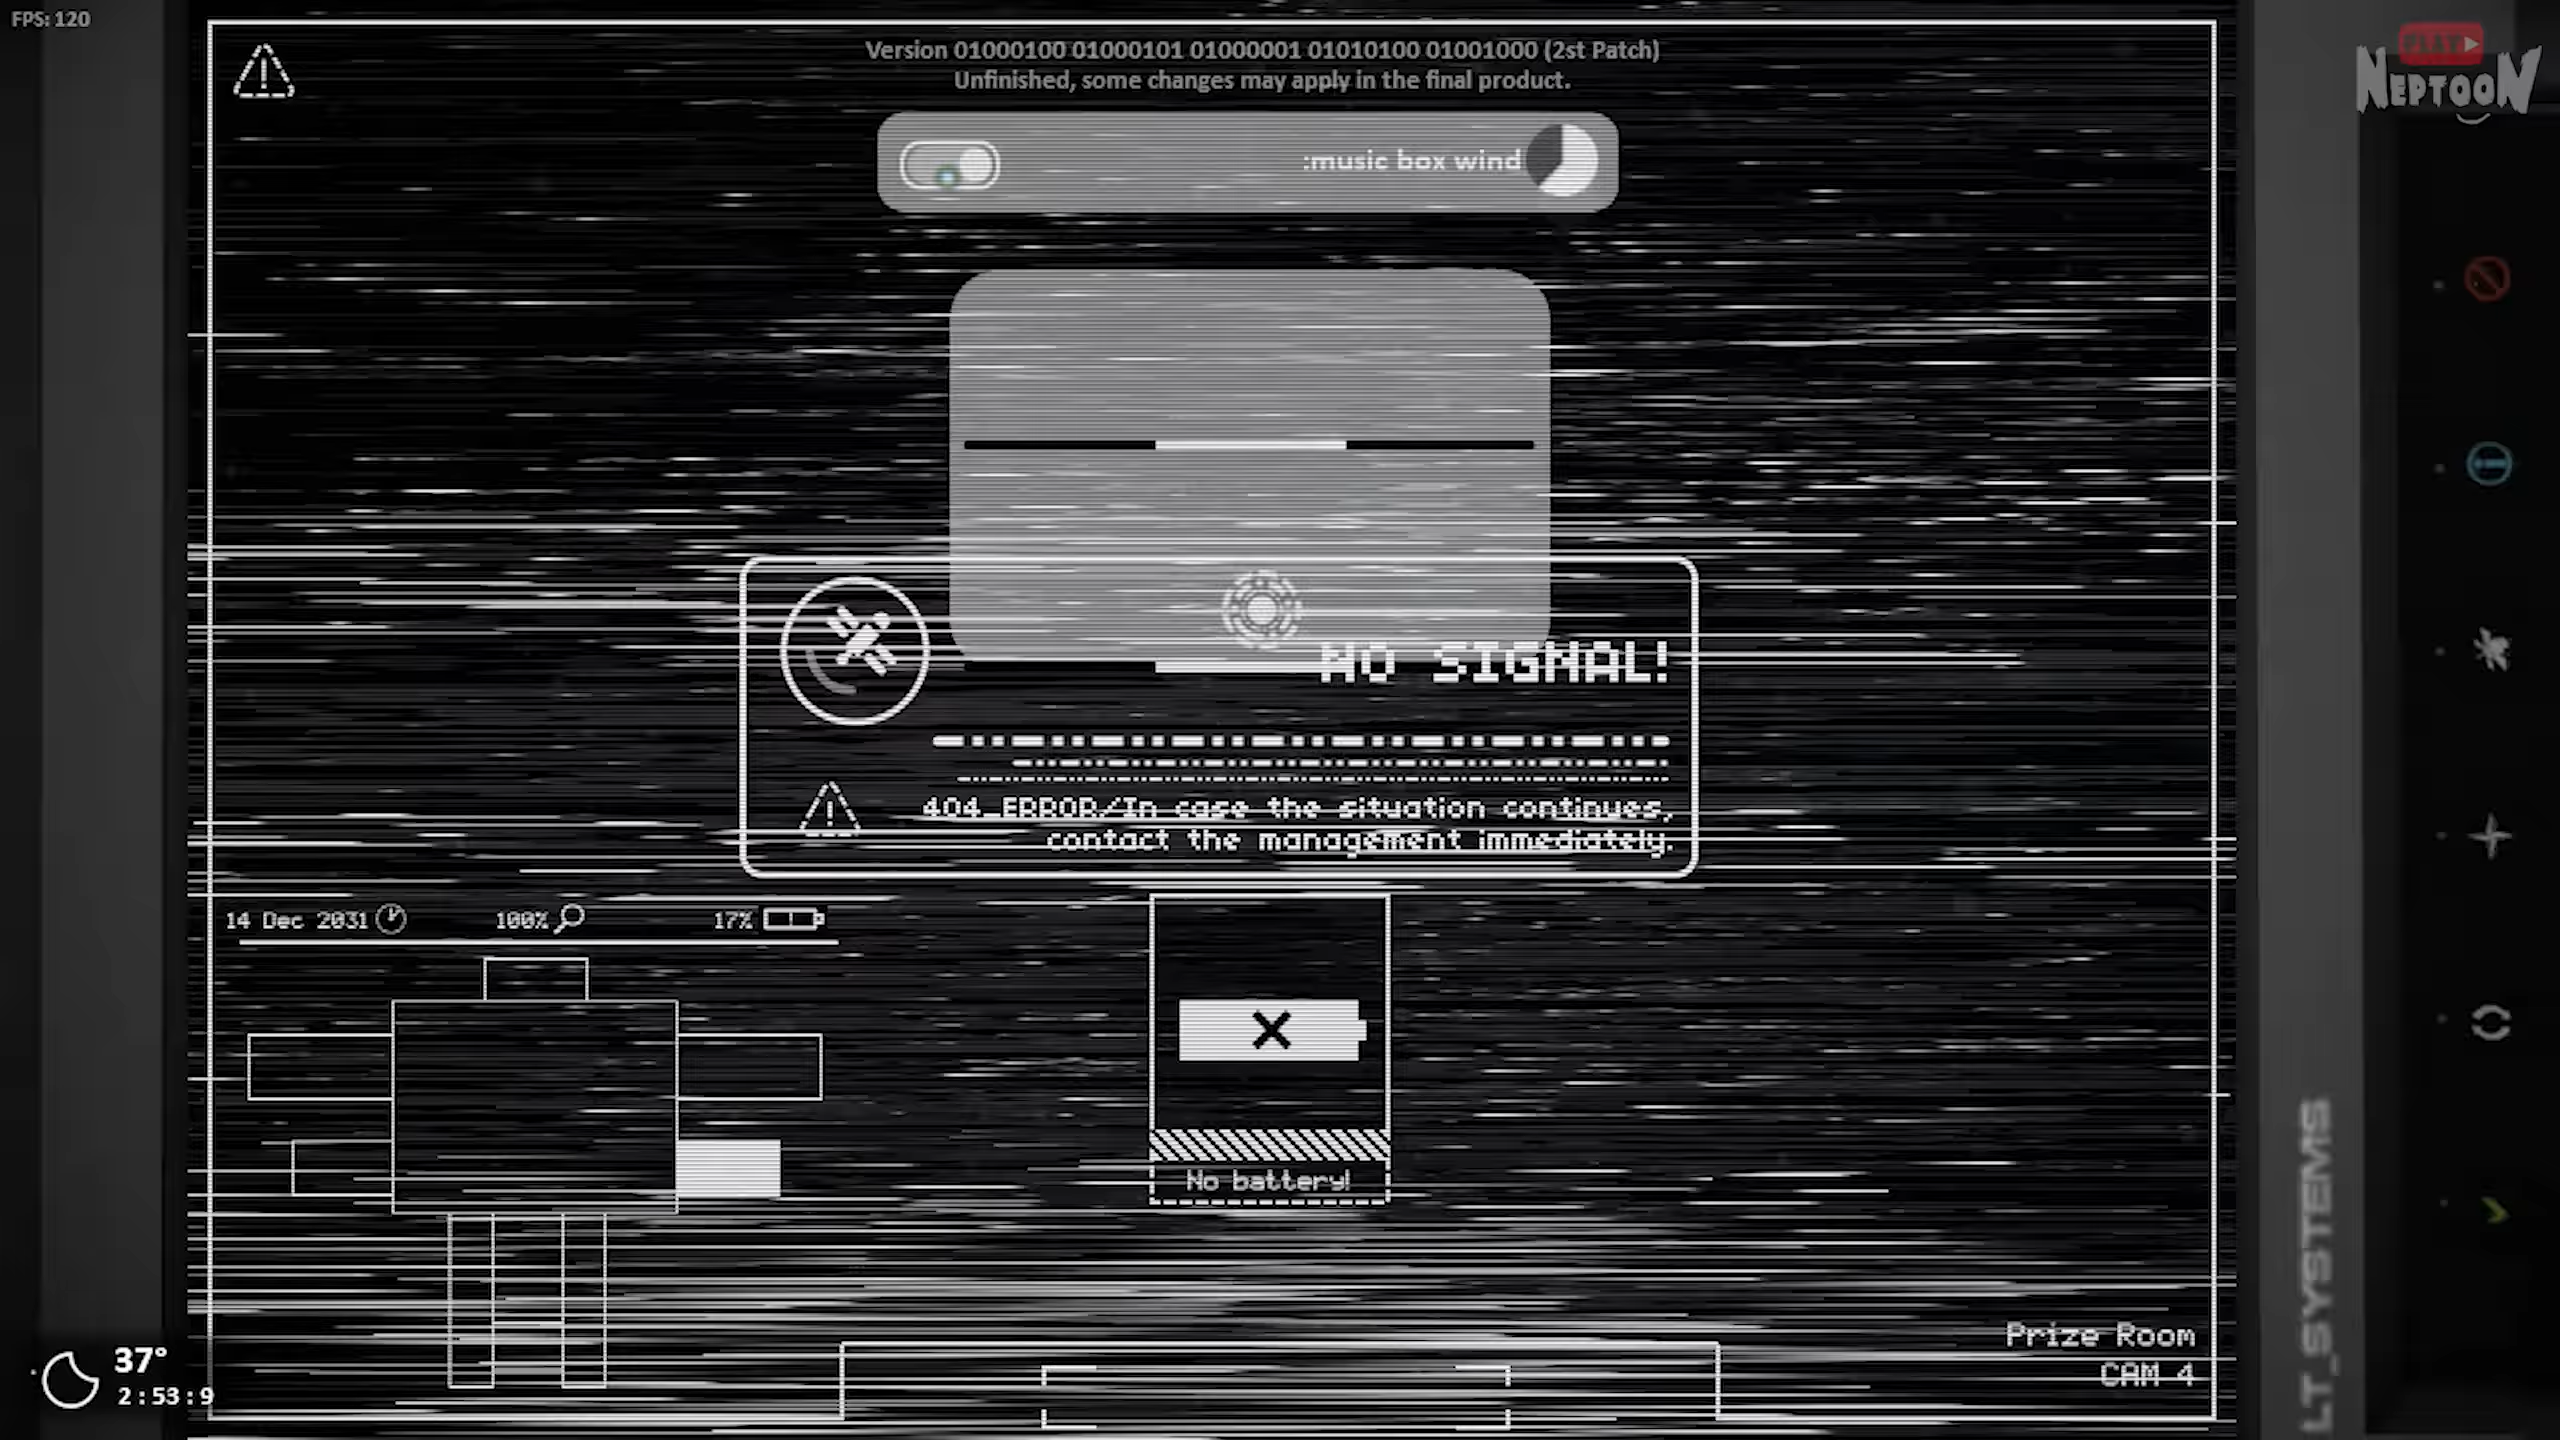 FPS: 120
Version 01000100 01000101 01000001 01010100 01001000 (2st Patch)
Unfinished, some changes may apply in the final product.
PLAY
NEPTOON
:music box wind
NO SIGNAL!
404_ERROR/In case the situation continues,
contact the management immediately.
14 Dec 2031
100%
17%
No battery!
Prize Room
CAM 4
37°
2:53:9
LT_SYSTEMS